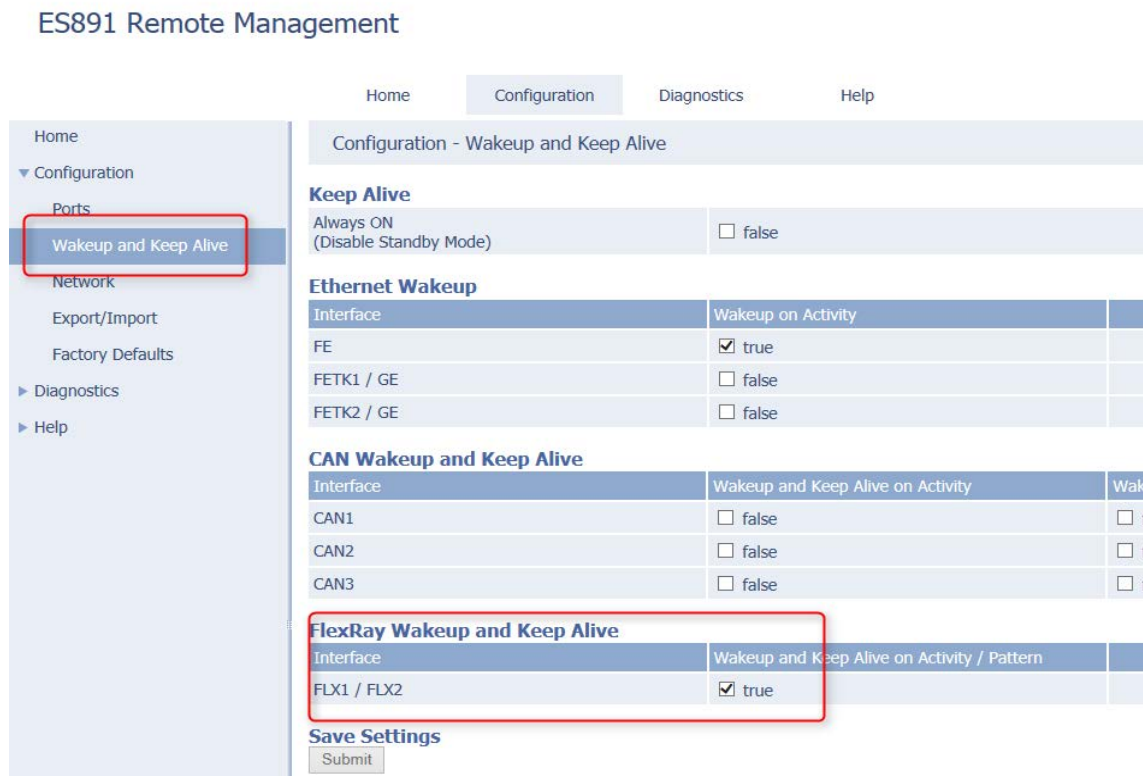 ES891 Remote Management
Home Configuration Diagnostics Help
Home
Configuration
Ports
Wakeup and Keep Alive
Network
Export/Import
Factory Defaults
Diagnostics
Help
Configuration - Wakeup and Keep Alive
Keep Alive
Always ON
(Disable Standby Mode) false
Ethernet Wakeup
Interface Wakeup on Activity
FE true
FETK1 / GE false
FETK2 / GE false
CAN Wakeup and Keep Alive
Interface Wakeup and Keep Alive on Activity
CAN1 false
CAN2 false
CAN3 false
FlexRay Wakeup and Keep Alive
Interface Wakeup and Keep Alive on Activity / Pattern
FLX1 / FLX2 true
Save Settings
Submit